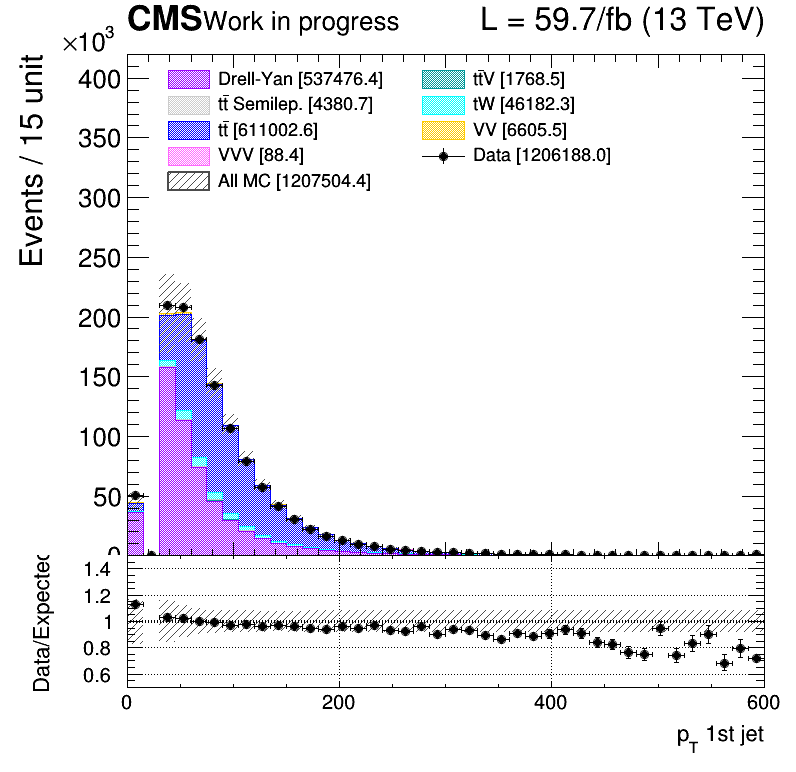 CMS Work in progress L = 59.7/fb (13 TeV)
×10³
Events / 15 unit
400
350
300
250
200
150
100
50
0
Drell-Yan [537476.4]
tt̄ Semilep. [4380.7]
tt̄ [611002.6]
VVV [88.4]
All MC [1207504.4]
tt̄V [1768.5]
tW [46182.3]
VV [6605.5]
Data [1206188.0]
Data/Expected
1.4
1.2
1
0.8
0.6
0 200 400 600
p_T 1st jet